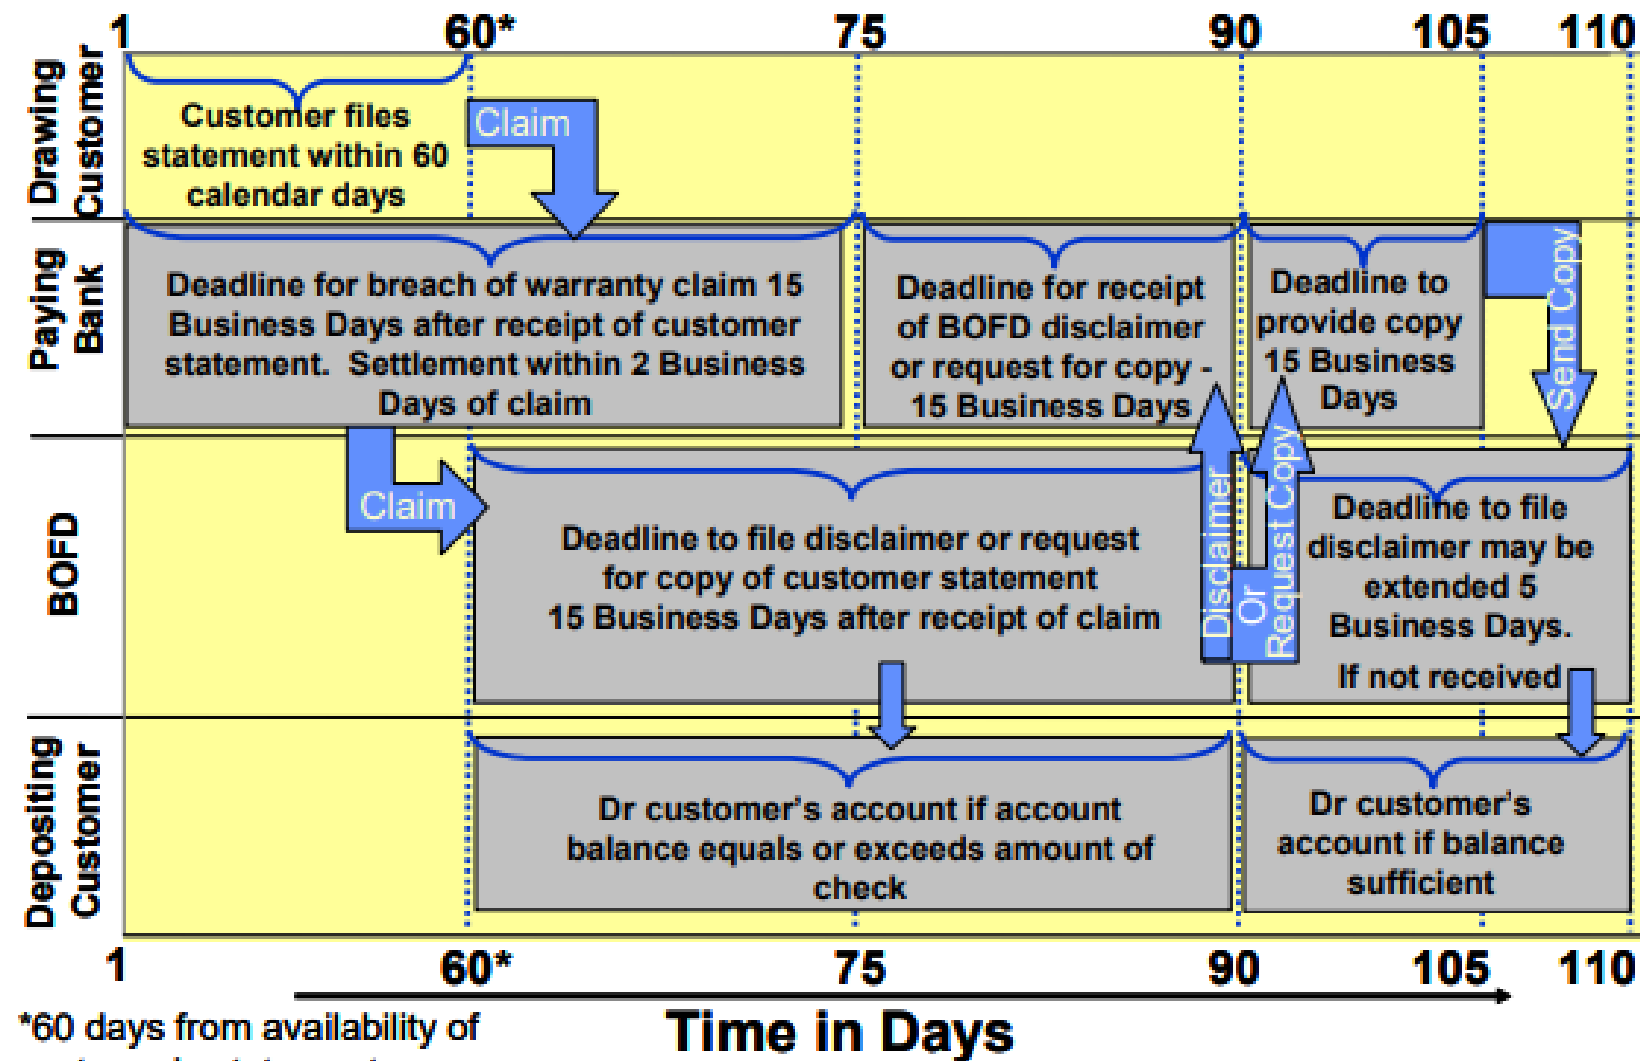 1 60* 75 90 105 110
Drawing
Customer
Customer files
statement within 60
calendar days
Claim
Paying
Bank
Deadline for breach of warranty claim 15
Business Days after receipt of customer
statement. Settlement within 2 Business
Days of claim
Deadline for receipt
of BOFD disclaimer
or request for copy -
15 Business Days
Deadline to
provide copy
15 Business
Days
Send Copy
BOFD
Claim
Deadline to file disclaimer or request
for copy of customer statement
15 Business Days after receipt of claim
Disclaimer
Or
Request Copy
Deadline to file
disclaimer may be
extended 5
Business Days.
If not received
Depositing
Customer
Dr customer's account if account
balance equals or exceeds amount of
check
Dr customer's
account if balance
sufficient
1 60* 75 90 105 110
Time in Days
*60 days from availability of